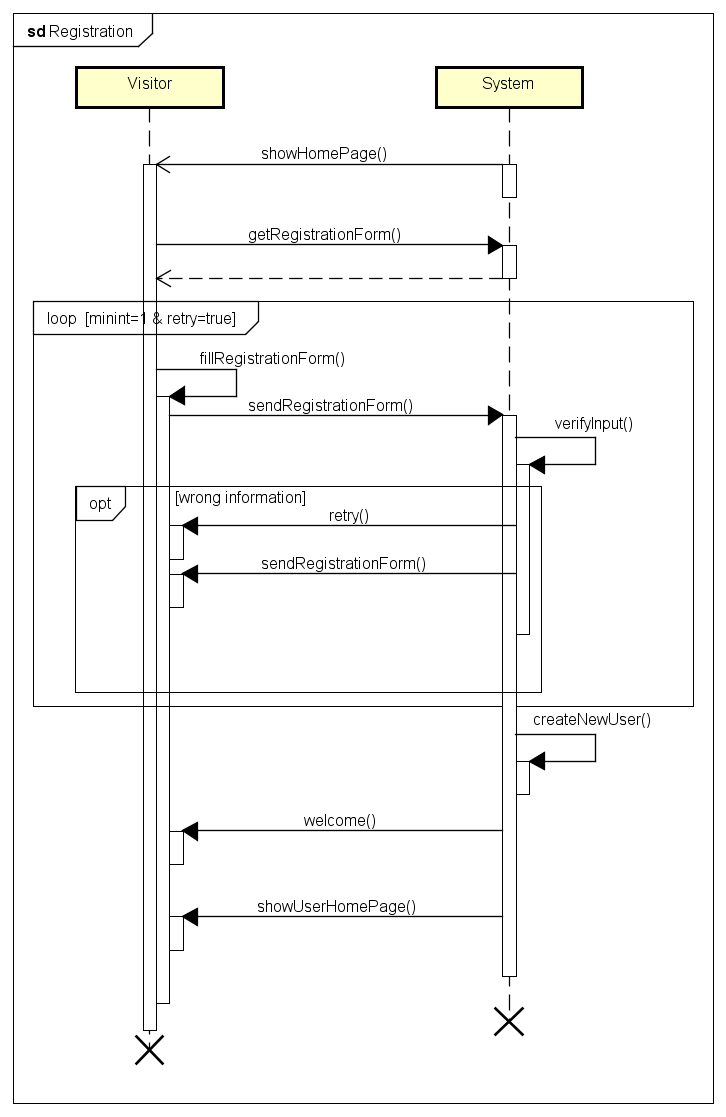 sd Registration
Visitor
System
showHomePage()
getRegistrationForm()
loop [minint=1 & retry=true]
fillRegistrationForm()
sendRegistrationForm()
verifyInput()
opt
[wrong information]
retry()
sendRegistrationForm()
createNewUser()
welcome()
showUserHomePage()